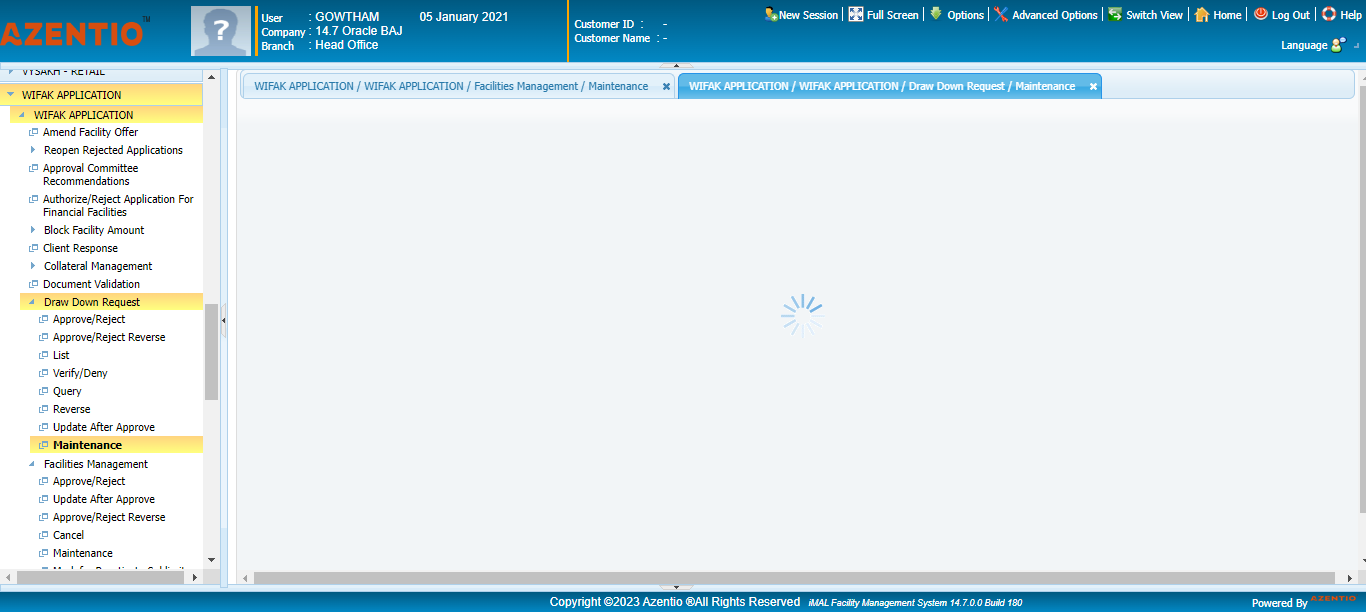 AZENTIO™
?
User : GOWTHAM 05 January 2021
Company : 14.7 Oracle BAJ
Branch : Head Office
Customer ID : -
Customer Name : -
New Session | Full Screen | Options | Advanced Options | Switch View | Home | Log Out | Help
Language
VYSAKH - RETAIL
WIFAK APPLICATION
WIFAK APPLICATION
Amend Facility Offer
Reopen Rejected Applications
Approval Committee
Recommendations
Authorize/Reject Application For
Financial Facilities
Block Facility Amount
Client Response
Collateral Management
Document Validation
Draw Down Request
Approve/Reject
Approve/Reject Reverse
List
Verify/Deny
Query
Reverse
Update After Approve
Maintenance
Facilities Management
Approve/Reject
Update After Approve
Approve/Reject Reverse
Cancel
Maintenance
WIFAK APPLICATION / WIFAK APPLICATION / Facilities Management / Maintenance
WIFAK APPLICATION / WIFAK APPLICATION / Draw Down Request / Maintenance
Copyright ©2023 Azentio ®All Rights Reserved iMAL Facility Management System 14.7.0.0 Build 180
Powered By AZENTIO